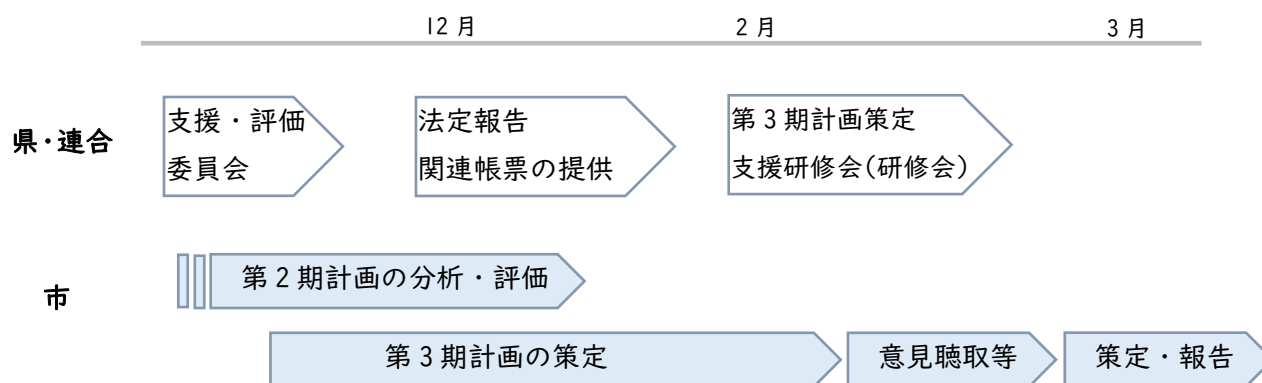 12月 2月 3月
県・連合
支援・評価
委員会
法定報告
関連帳票の提供
第3期計画策定
支援研修会(研修会)
市
第2期計画の分析・評価
第3期計画の策定
意見聴取等
策定・報告